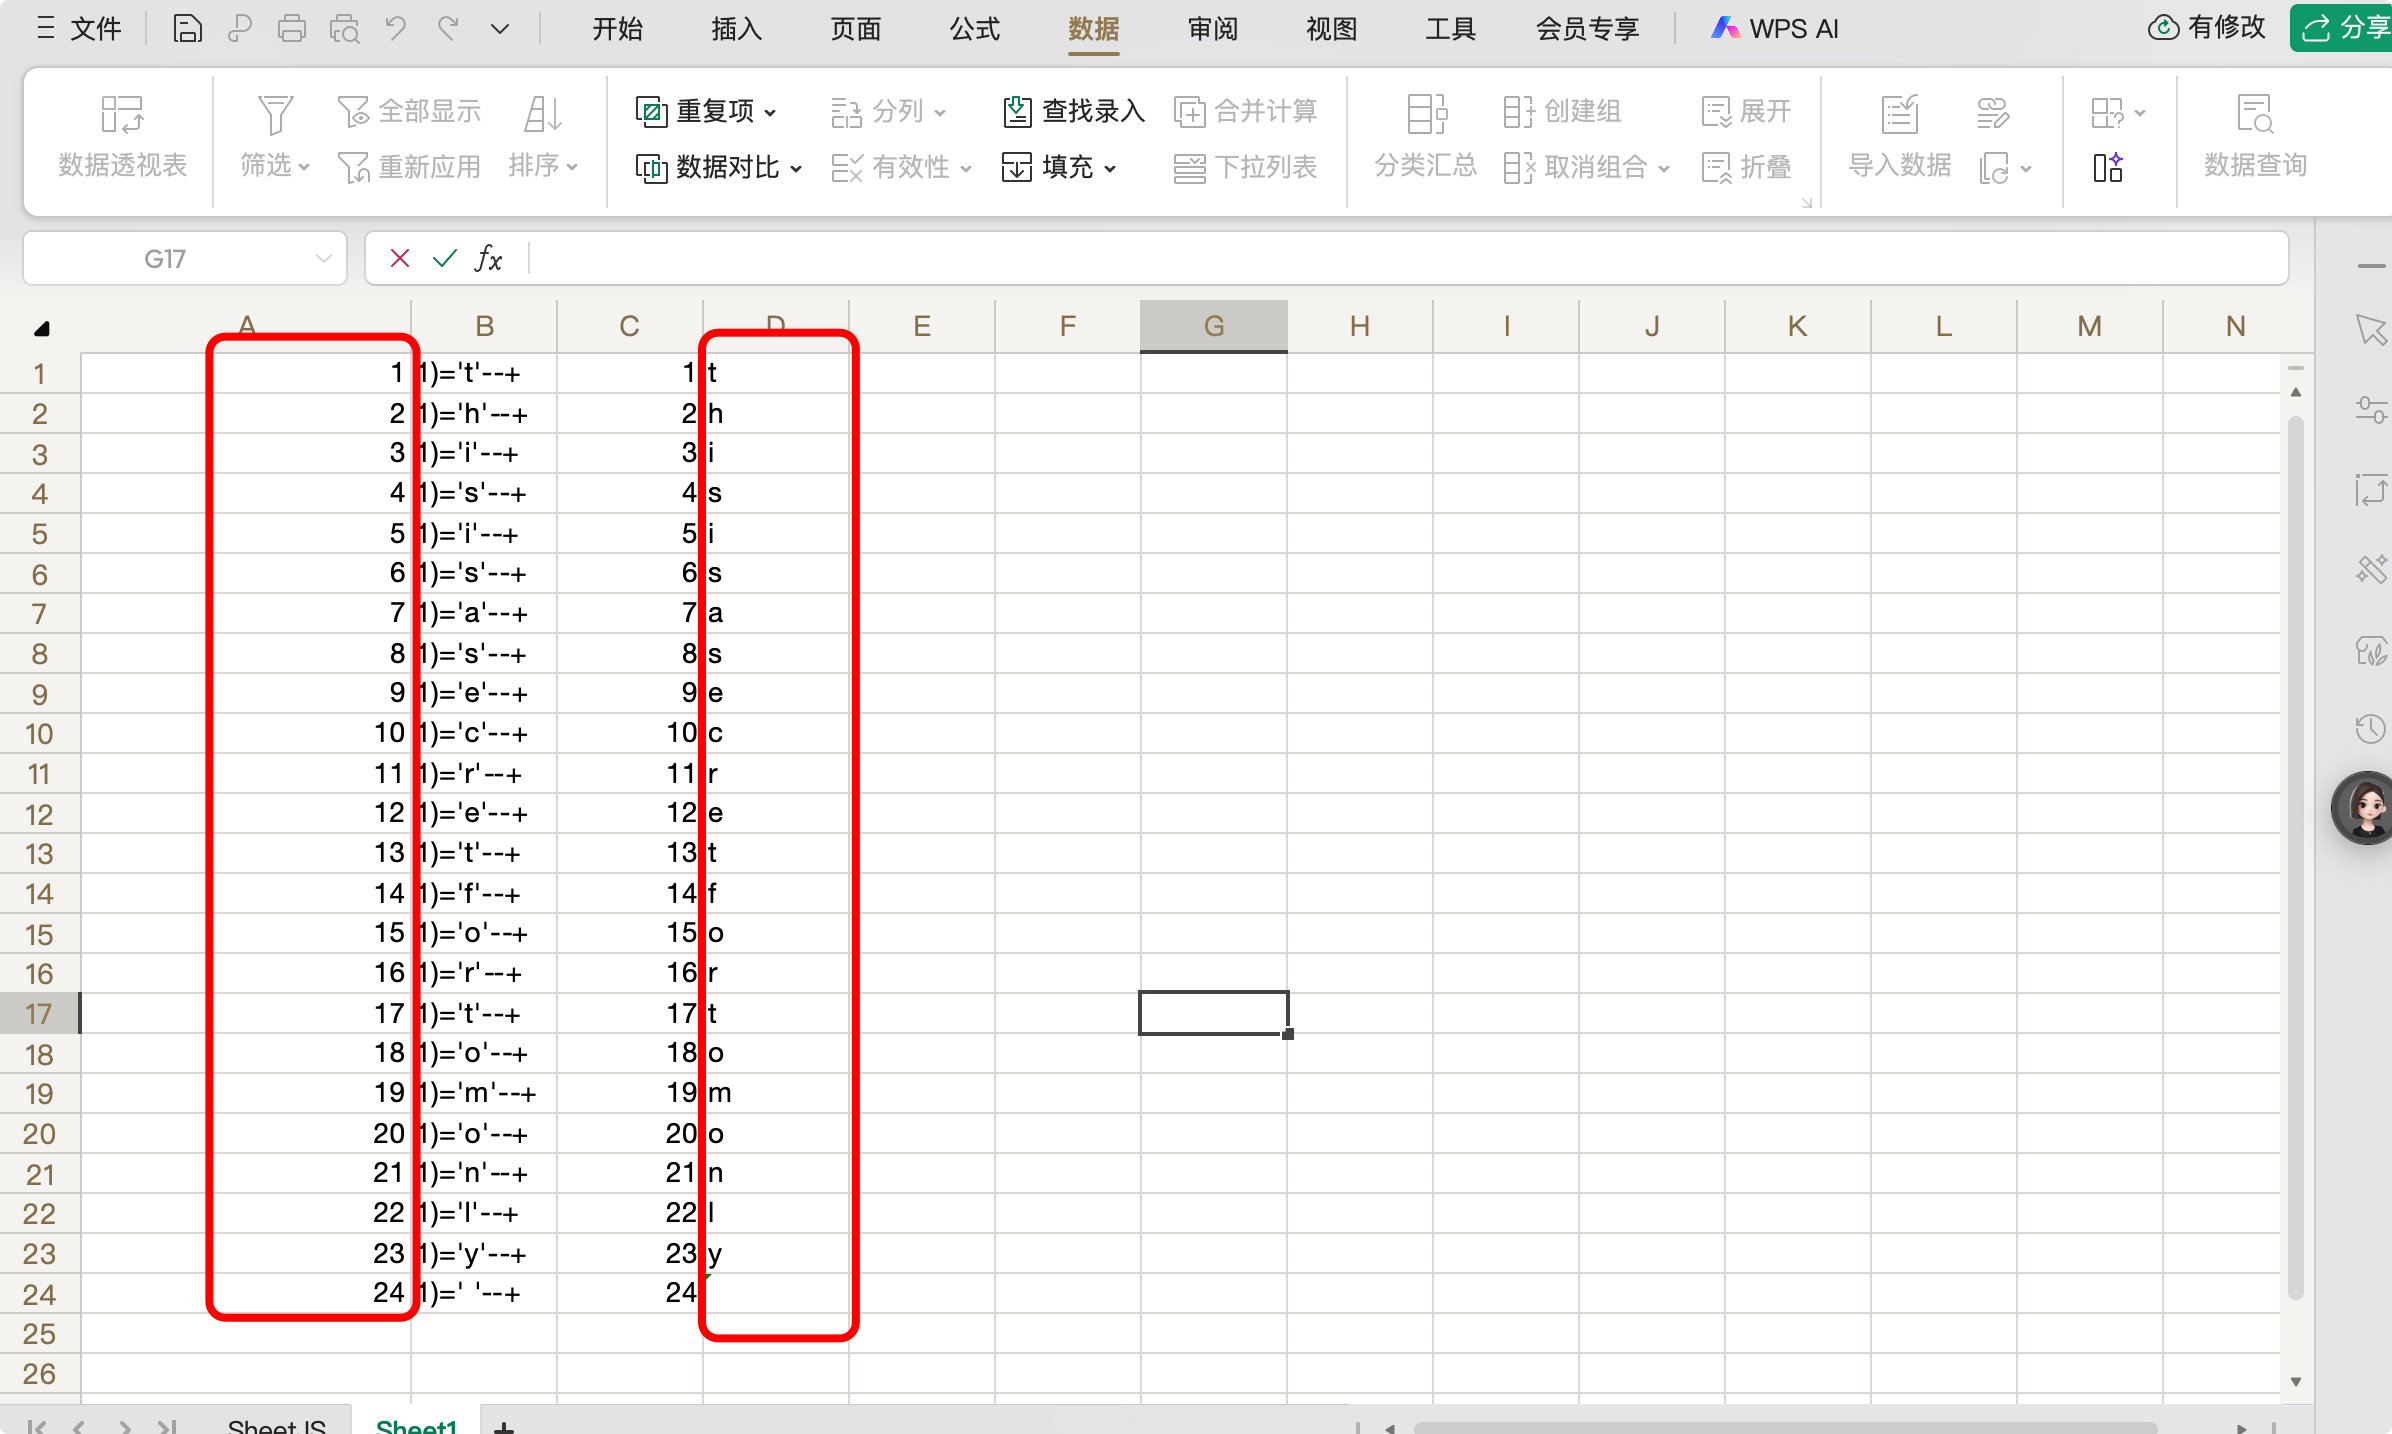 文件 开始 插入 页面 公式 数据 审阅 视图 工具 会员专享 WPS AI 有修改 分享
全部显示 重复项 分列 查找录入 合并计算 创建组 展开
数据透视表 筛选 重新应用 排序 数据对比 有效性 填充 下拉列表 分类汇总 取消组合 折叠 导入数据 数据查询
G17 fx
A B C D E F G H I J K L M N
1 1 1)='t'--+ 1 t
2 2 1)='h'--+ 2 h
3 3 1)='i'--+ 3 i
4 4 1)='s'--+ 4 s
5 5 1)='i'--+ 5 i
6 6 1)='s'--+ 6 s
7 7 1)='a'--+ 7 a
8 8 1)='s'--+ 8 s
9 9 1)='e'--+ 9 e
10 10 1)='c'--+ 10 c
11 11 1)='r'--+ 11 r
12 12 1)='e'--+ 12 e
13 13 1)='t'--+ 13 t
14 14 1)='f'--+ 14 f
15 15 1)='o'--+ 15 o
16 16 1)='r'--+ 16 r
17 17 1)='t'--+ 17 t
18 18 1)='o'--+ 18 o
19 19 1)='m'--+ 19 m
20 20 1)='o'--+ 20 o
21 21 1)='n'--+ 21 n
22 22 1)='l'--+ 22 l
23 23 1)='y'--+ 23 y
24 24 1)=' '--+ 24
25
26
SheetJS Sheet1 +